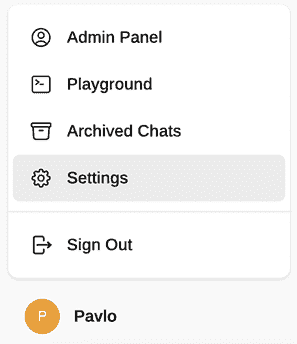 Admin Panel
Playground
Archived Chats
Settings
Sign Out
P Pavlo